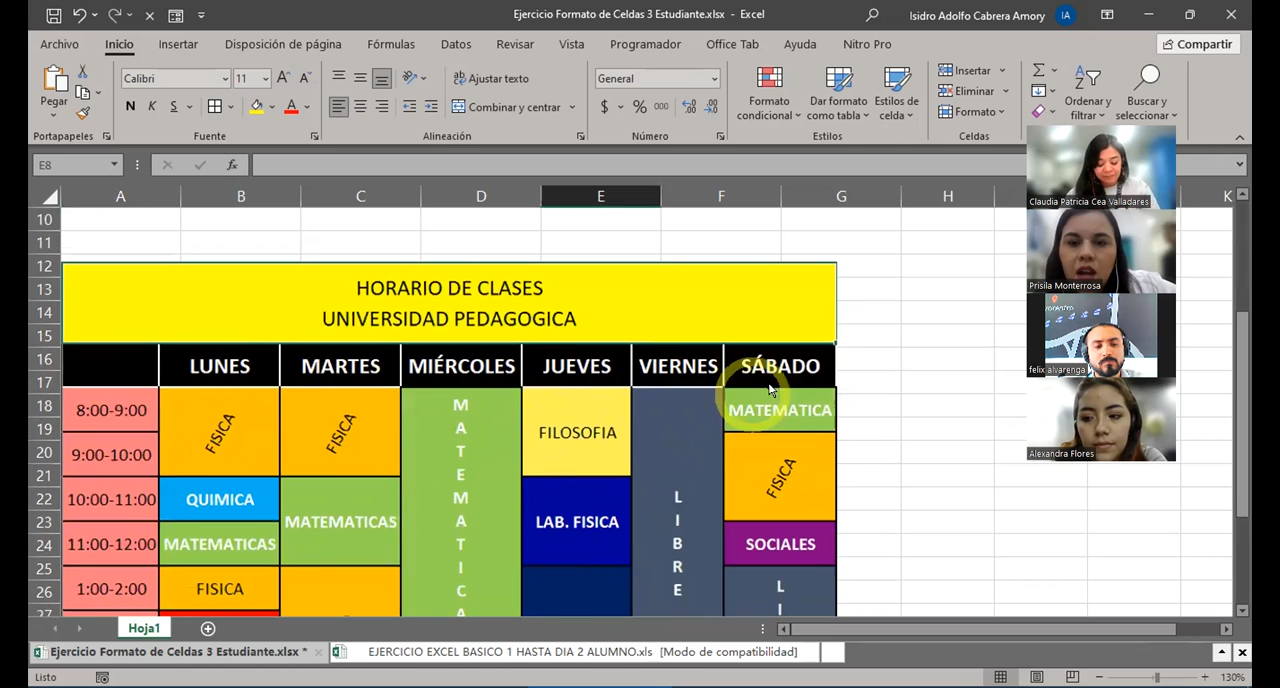 Ejercicio Formato de Celdas 3 Estudiante.xlsx - Excel
Isidro Adolfo Cabrera Amory
IA
Archivo Inicio Insertar Disposición de página Fórmulas Datos Revisar Vista Programador Office Tab Ayuda Nitro Pro
Compartir
Pegar
Calibri 11
N K S
Ajustar texto
Combinar y centrar
General
$ % 000
Formato condicional
Dar formato como tabla
Estilos de celda
Insertar
Eliminar
Formato
Ordenar y filtrar
Buscar y seleccionar
Portapapeles Fuente Alineación Número Estilos Celdas
E8
fx
A B C D E F G H K
10
11
12
13
14
15
16
17
18
19
20
21
22
23
24
25
26
27
HORARIO DE CLASES
UNIVERSIDAD PEDAGOGICA
LUNES MARTES MIÉRCOLES JUEVES VIERNES SÁBADO
8:00-9:00
9:00-10:00
10:00-11:00
11:00-12:00
1:00-2:00
FISICA
QUIMICA
MATEMATICAS
FISICA
FISICA
MATEMATICAS
M
A
T
E
M
A
T
I
C
A
FILOSOFIA
LAB. FISICA
L
I
B
R
E
MATEMATICA
FISICA
SOCIALES
L
I
Claudia Patricia Cea Valladares
Prisila Monterrosa
felix alvarenga
Alexandra Flores
Hoja1
Ejercicio Formato de Celdas 3 Estudiante.xlsx *
EJERCICIO EXCEL BASICO 1 HASTA DIA 2 ALUMNO.xls [Modo de compatibilidad]
Listo
130%